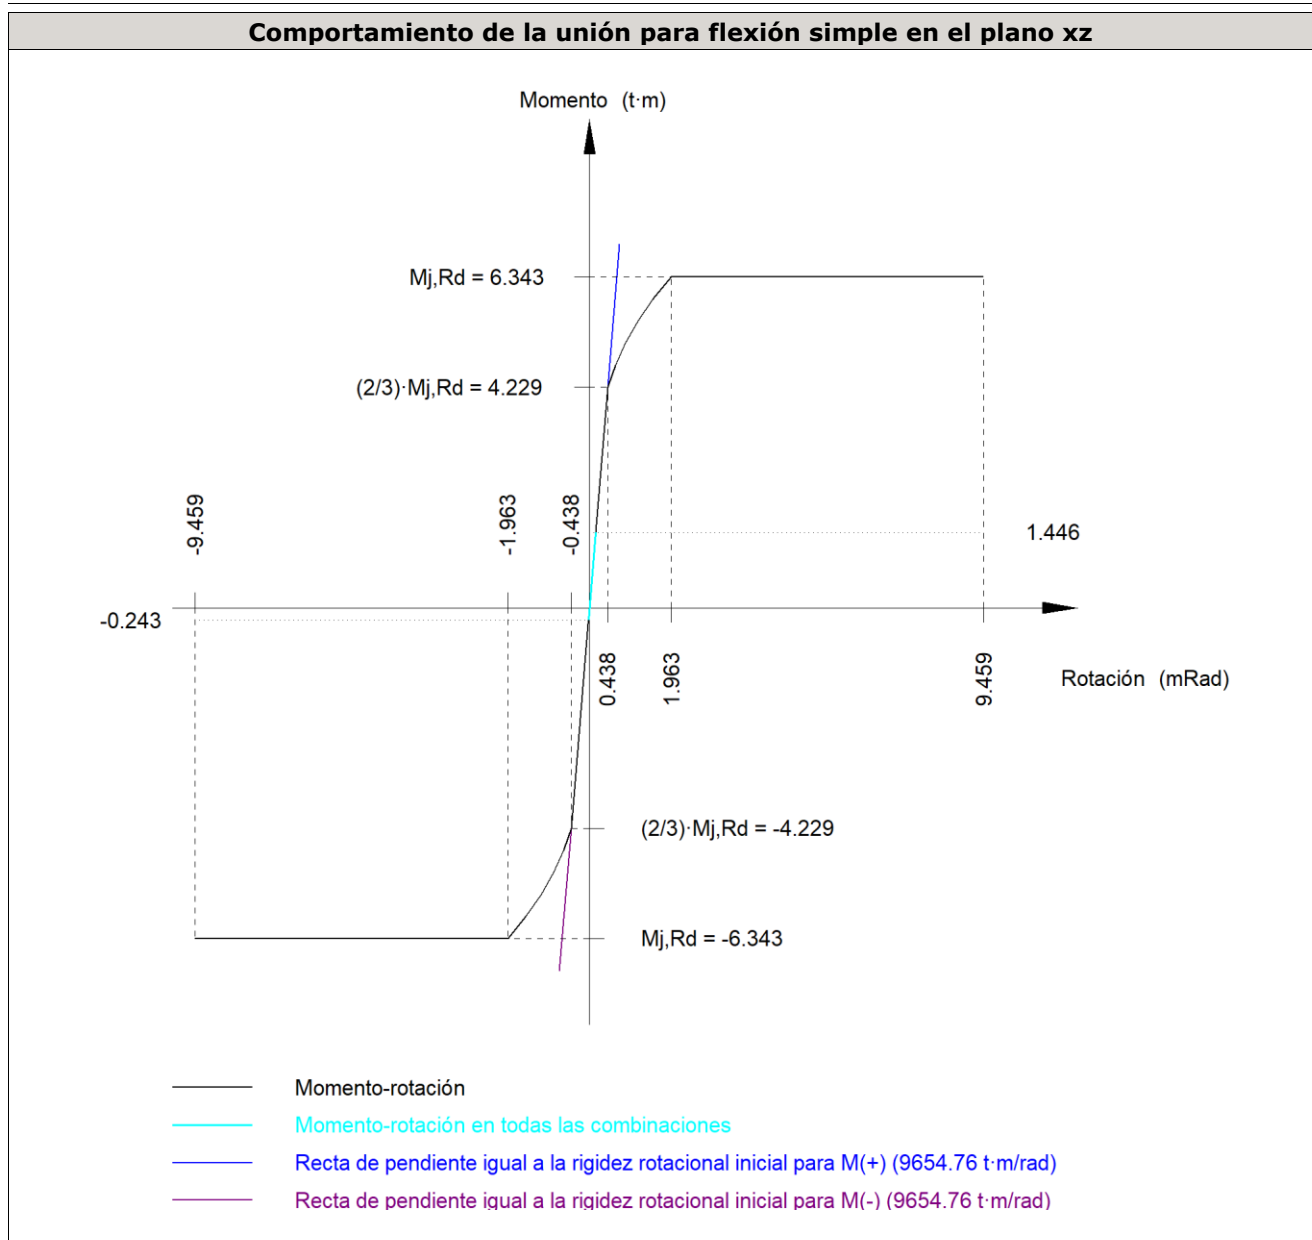 Comportamiento de la unión para flexión simple en el plano xz
Momento (t·m)
Mj,Rd = 6.343
(2/3)·Mj,Rd = 4.229
-9.459
-1.963
-0.438
1.446
-0.243
0.438
1.963
9.459
Rotación (mRad)
(2/3)·Mj,Rd = -4.229
Mj,Rd = -6.343
Momento-rotación
Momento-rotación en todas las combinaciones
Recta de pendiente igual a la rigidez rotacional inicial para M(+) (9654.76 t·m/rad)
Recta de pendiente igual a la rigidez rotacional inicial para M(-) (9654.76 t·m/rad)